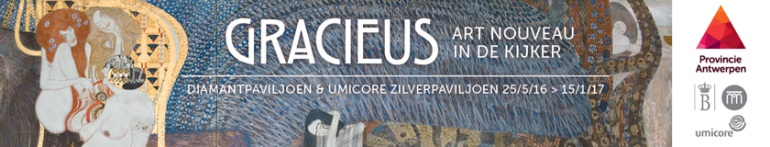 GRACIEUS
ART NOUVEAU
IN DE KIJKER
DIAMANTPAVILJOEN & UMICORE ZILVERPAVILJOEN 25/5/16 > 15/1/17
Provincie
Antwerpen
B
umicore